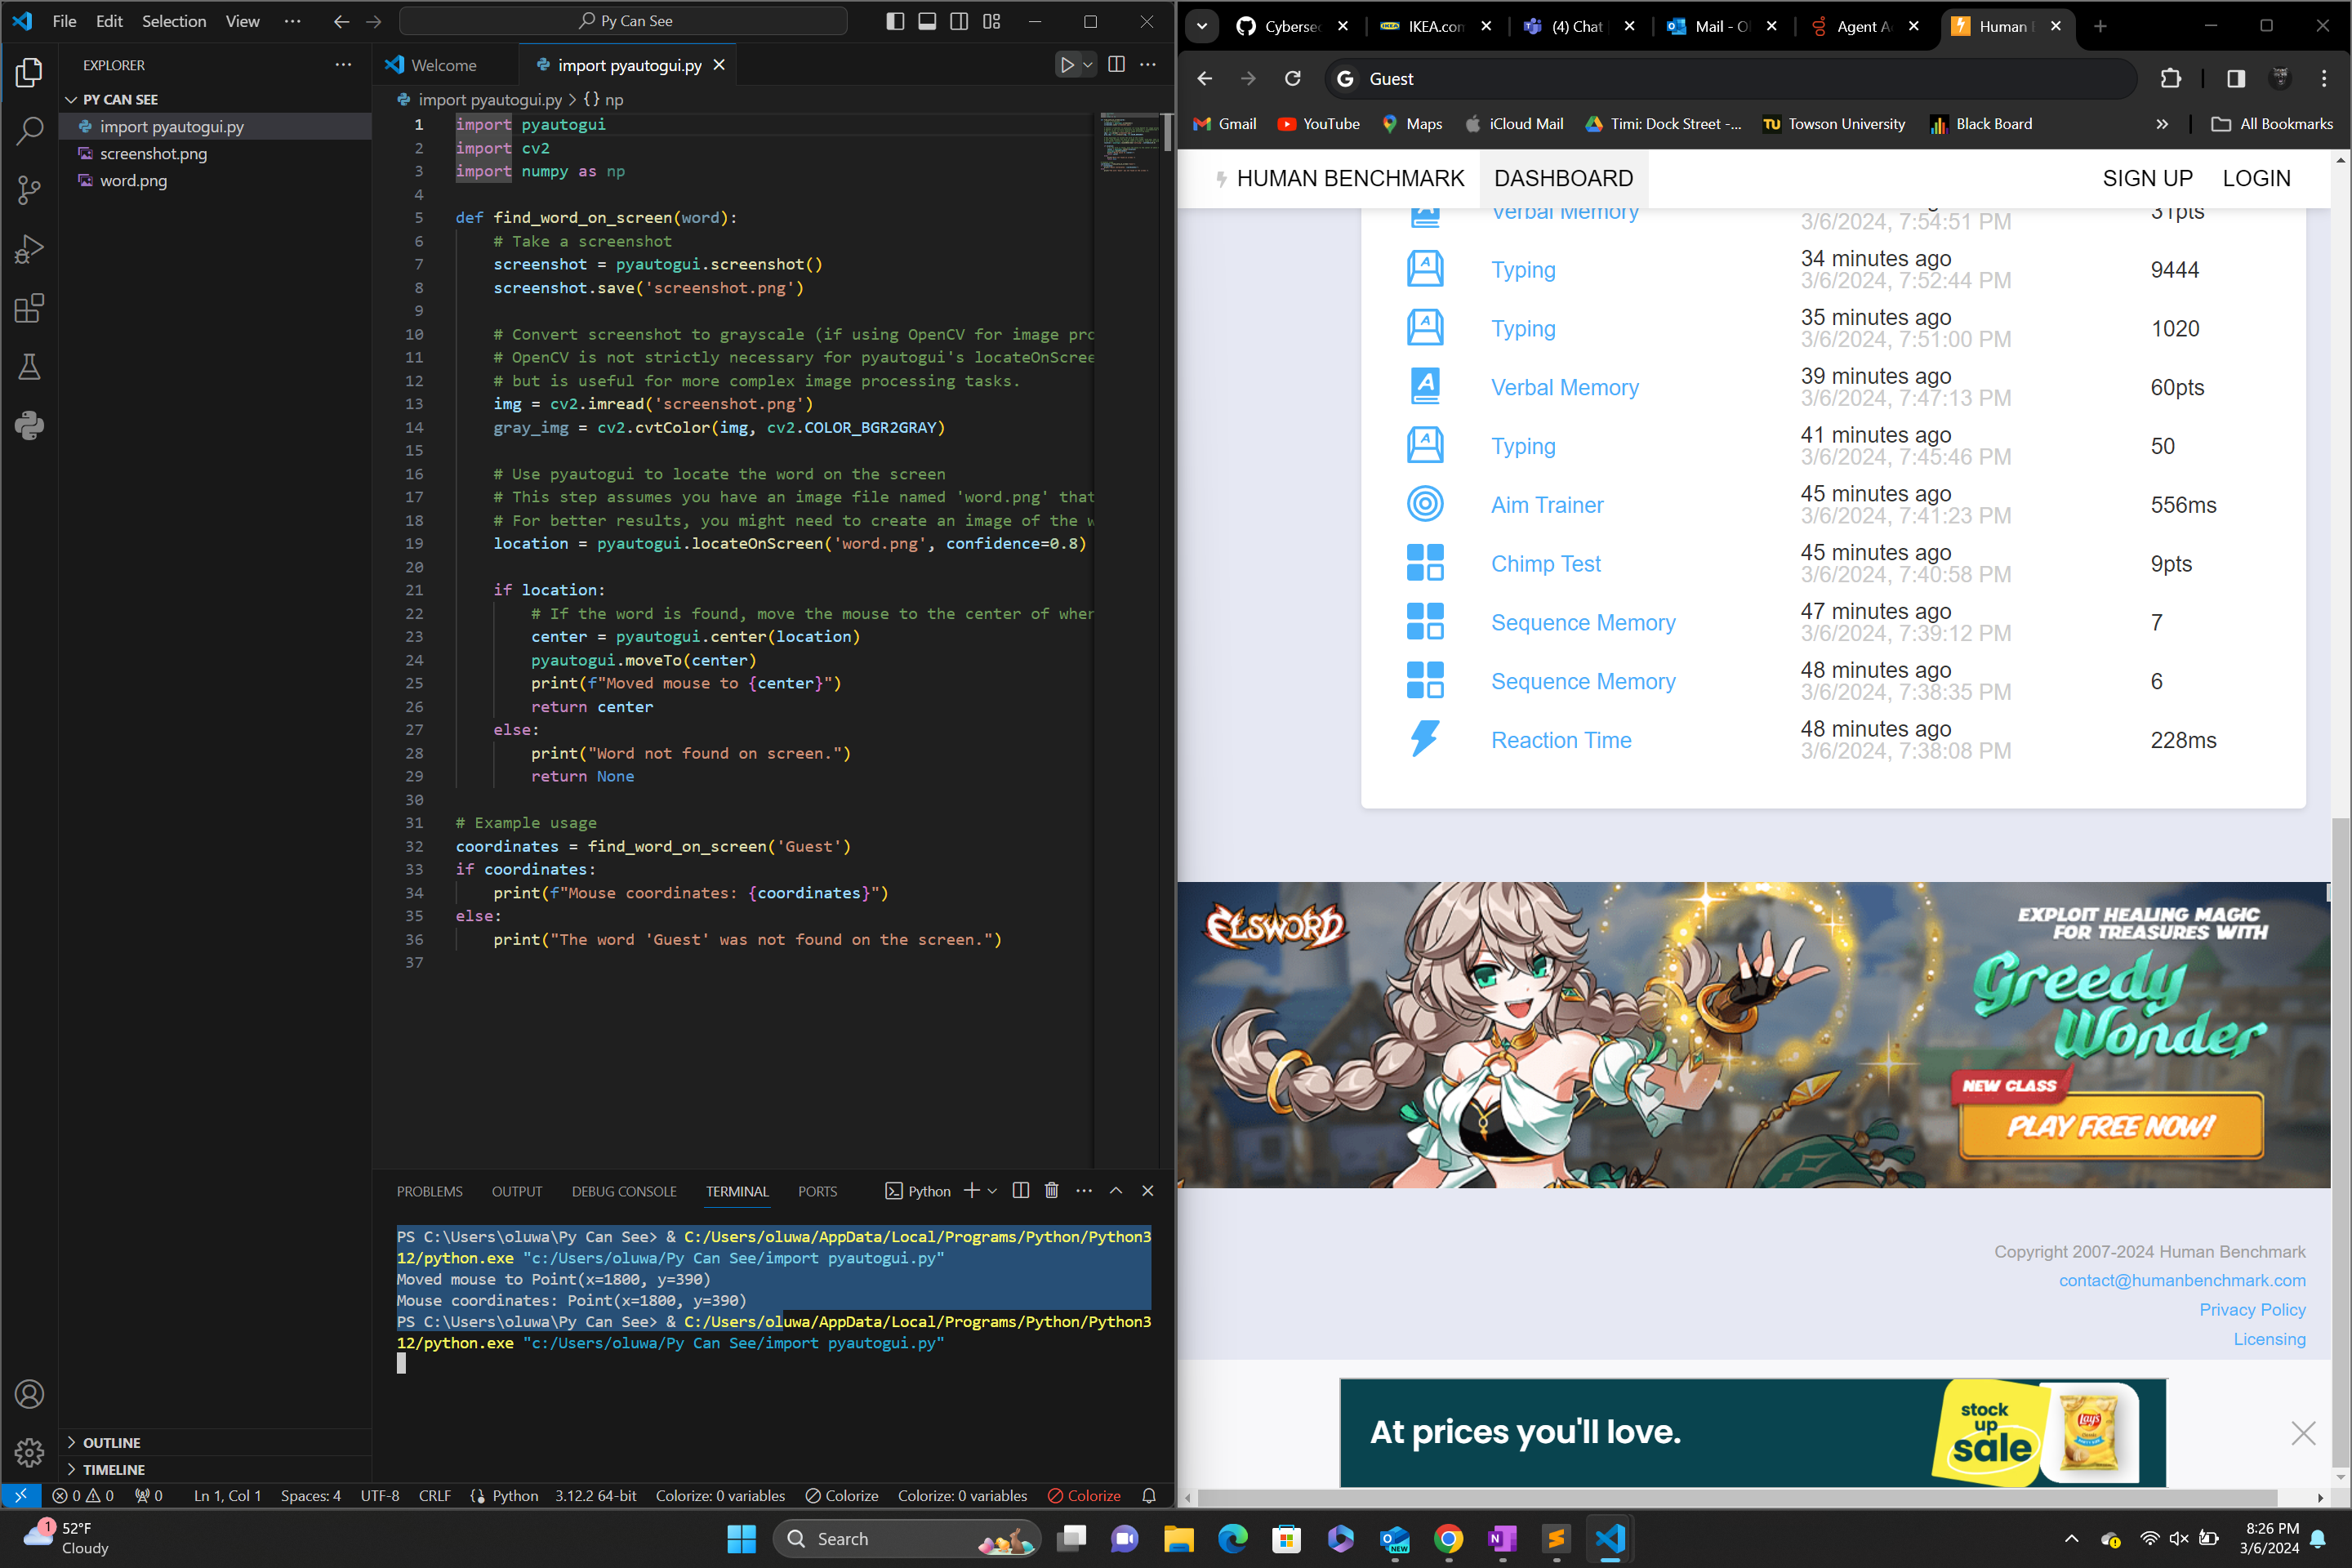 File Edit Selection View ··· Py Can See
EXPLORER
PY CAN SEE
import pyautogui.py
screenshot.png
word.png
OUTLINE
TIMELINE
Welcome import pyautogui.py
import pyautogui.py > {} np
1 import pyautogui
2 import cv2
3 import numpy as np
4
5 def find_word_on_screen(word):
6 # Take a screenshot
7 screenshot = pyautogui.screenshot()
8 screenshot.save('screenshot.png')
9
10 # Convert screenshot to grayscale (if using OpenCV for image pro
11 # OpenCV is not strictly necessary for pyautogui's locateOnScree
12 # but is useful for more complex image processing tasks.
13 img = cv2.imread('screenshot.png')
14 gray_img = cv2.cvtColor(img, cv2.COLOR_BGR2GRAY)
15
16 # Use pyautogui to locate the word on the screen
17 # This step assumes you have an image file named 'word.png' that
18 # For better results, you might need to create an image of the w
19 location = pyautogui.locateOnScreen('word.png', confidence=0.8)
20
21 if location:
22 # If the word is found, move the mouse to the center of wher
23 center = pyautogui.center(location)
24 pyautogui.moveTo(center)
25 print(f"Moved mouse to {center}")
26 return center
27 else:
28 print("Word not found on screen.")
29 return None
30
31 # Example usage
32 coordinates = find_word_on_screen('Guest')
33 if coordinates:
34 print(f"Mouse coordinates: {coordinates}")
35 else:
36 print("The word 'Guest' was not found on the screen.")
37
PROBLEMS OUTPUT DEBUG CONSOLE TERMINAL PORTS Python
PS C:\Users\oluwa\Py Can See> & C:/Users/oluwa/AppData/Local/Programs/Python/Python3
12/python.exe "c:/Users/oluwa/Py Can See/import pyautogui.py"
Moved mouse to Point(x=1800, y=390)
Mouse coordinates: Point(x=1800, y=390)
PS C:\Users\oluwa\Py Can See> & C:/Users/oluwa/AppData/Local/Programs/Python/Python3
12/python.exe "c:/Users/oluwa/Py Can See/import pyautogui.py"
0 0 0 Ln 1, Col 1 Spaces: 4 UTF-8 CRLF Python 3.12.2 64-bit Colorize: 0 variables Colorize Colorize: 0 variables Colorize
Cyberse IKEA.com (4) Chat Mail - O Agent A Human
Guest
Gmail YouTube Maps iCloud Mail Timi: Dock Street -... Towson University Black Board » All Bookmarks
HUMAN BENCHMARK DASHBOARD SIGN UP LOGIN
Verbal Memory 3/6/2024, 7:54:51 PM 31pts
Typing 34 minutes ago 9444
3/6/2024, 7:52:44 PM
Typing 35 minutes ago 1020
3/6/2024, 7:51:00 PM
Verbal Memory 39 minutes ago 60pts
3/6/2024, 7:47:13 PM
Typing 41 minutes ago 50
3/6/2024, 7:45:46 PM
Aim Trainer 45 minutes ago 556ms
3/6/2024, 7:41:23 PM
Chimp Test 45 minutes ago 9pts
3/6/2024, 7:40:58 PM
Sequence Memory 47 minutes ago 7
3/6/2024, 7:39:12 PM
Sequence Memory 48 minutes ago 6
3/6/2024, 7:38:35 PM
Reaction Time 48 minutes ago 228ms
3/6/2024, 7:38:08 PM
ELSWORD
EXPLOIT HEALING MAGIC
FOR TREASURES WITH
Greedy
Wonder
NEW CLASS
PLAY FREE NOW!
Copyright 2007-2024 Human Benchmark
contact@humanbenchmark.com
Privacy Policy
Licensing
At prices you'll love.
stock
up
sale
Lay's
1 52°F
Cloudy
Search
NEW
8:26 PM
3/6/2024